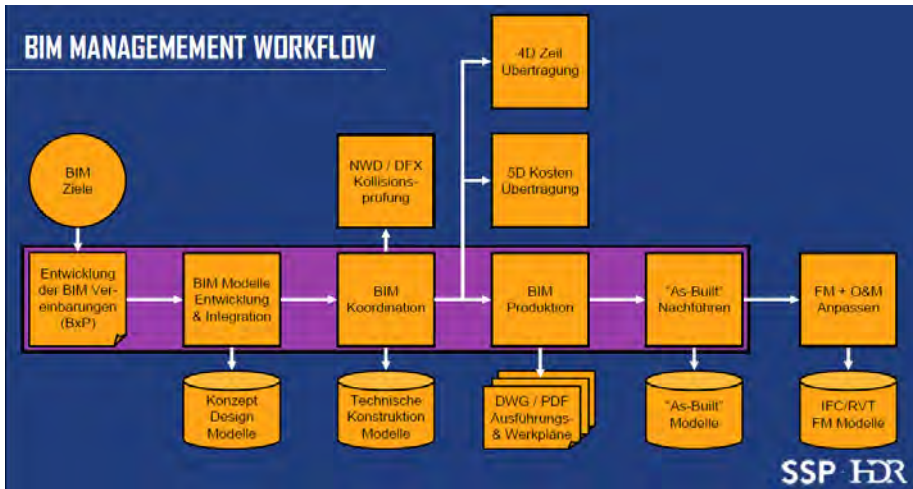 BIM MANAGEMEMENT WORKFLOW
4D Zeit
Übertragung
NWD / DFX
Kollisions-
prüfung
5D Kosten
Übertragung
BIM
Ziele
Entwicklung
der BIM Ver-
einbarungen
(BxP)
BIM Modelle
Entwicklung
& Integration
BIM
Koordination
BIM
Produktion
"As-Built"
Nachführen
FM + O&M
Anpassen
Konzept
Design
Modelle
Technische
Konstruktion
Modelle
DWG / PDF
Ausführungs-
& Werkpläne
"As-Built"
Modelle
IFC/RVT
FM Modelle
SSP HDR